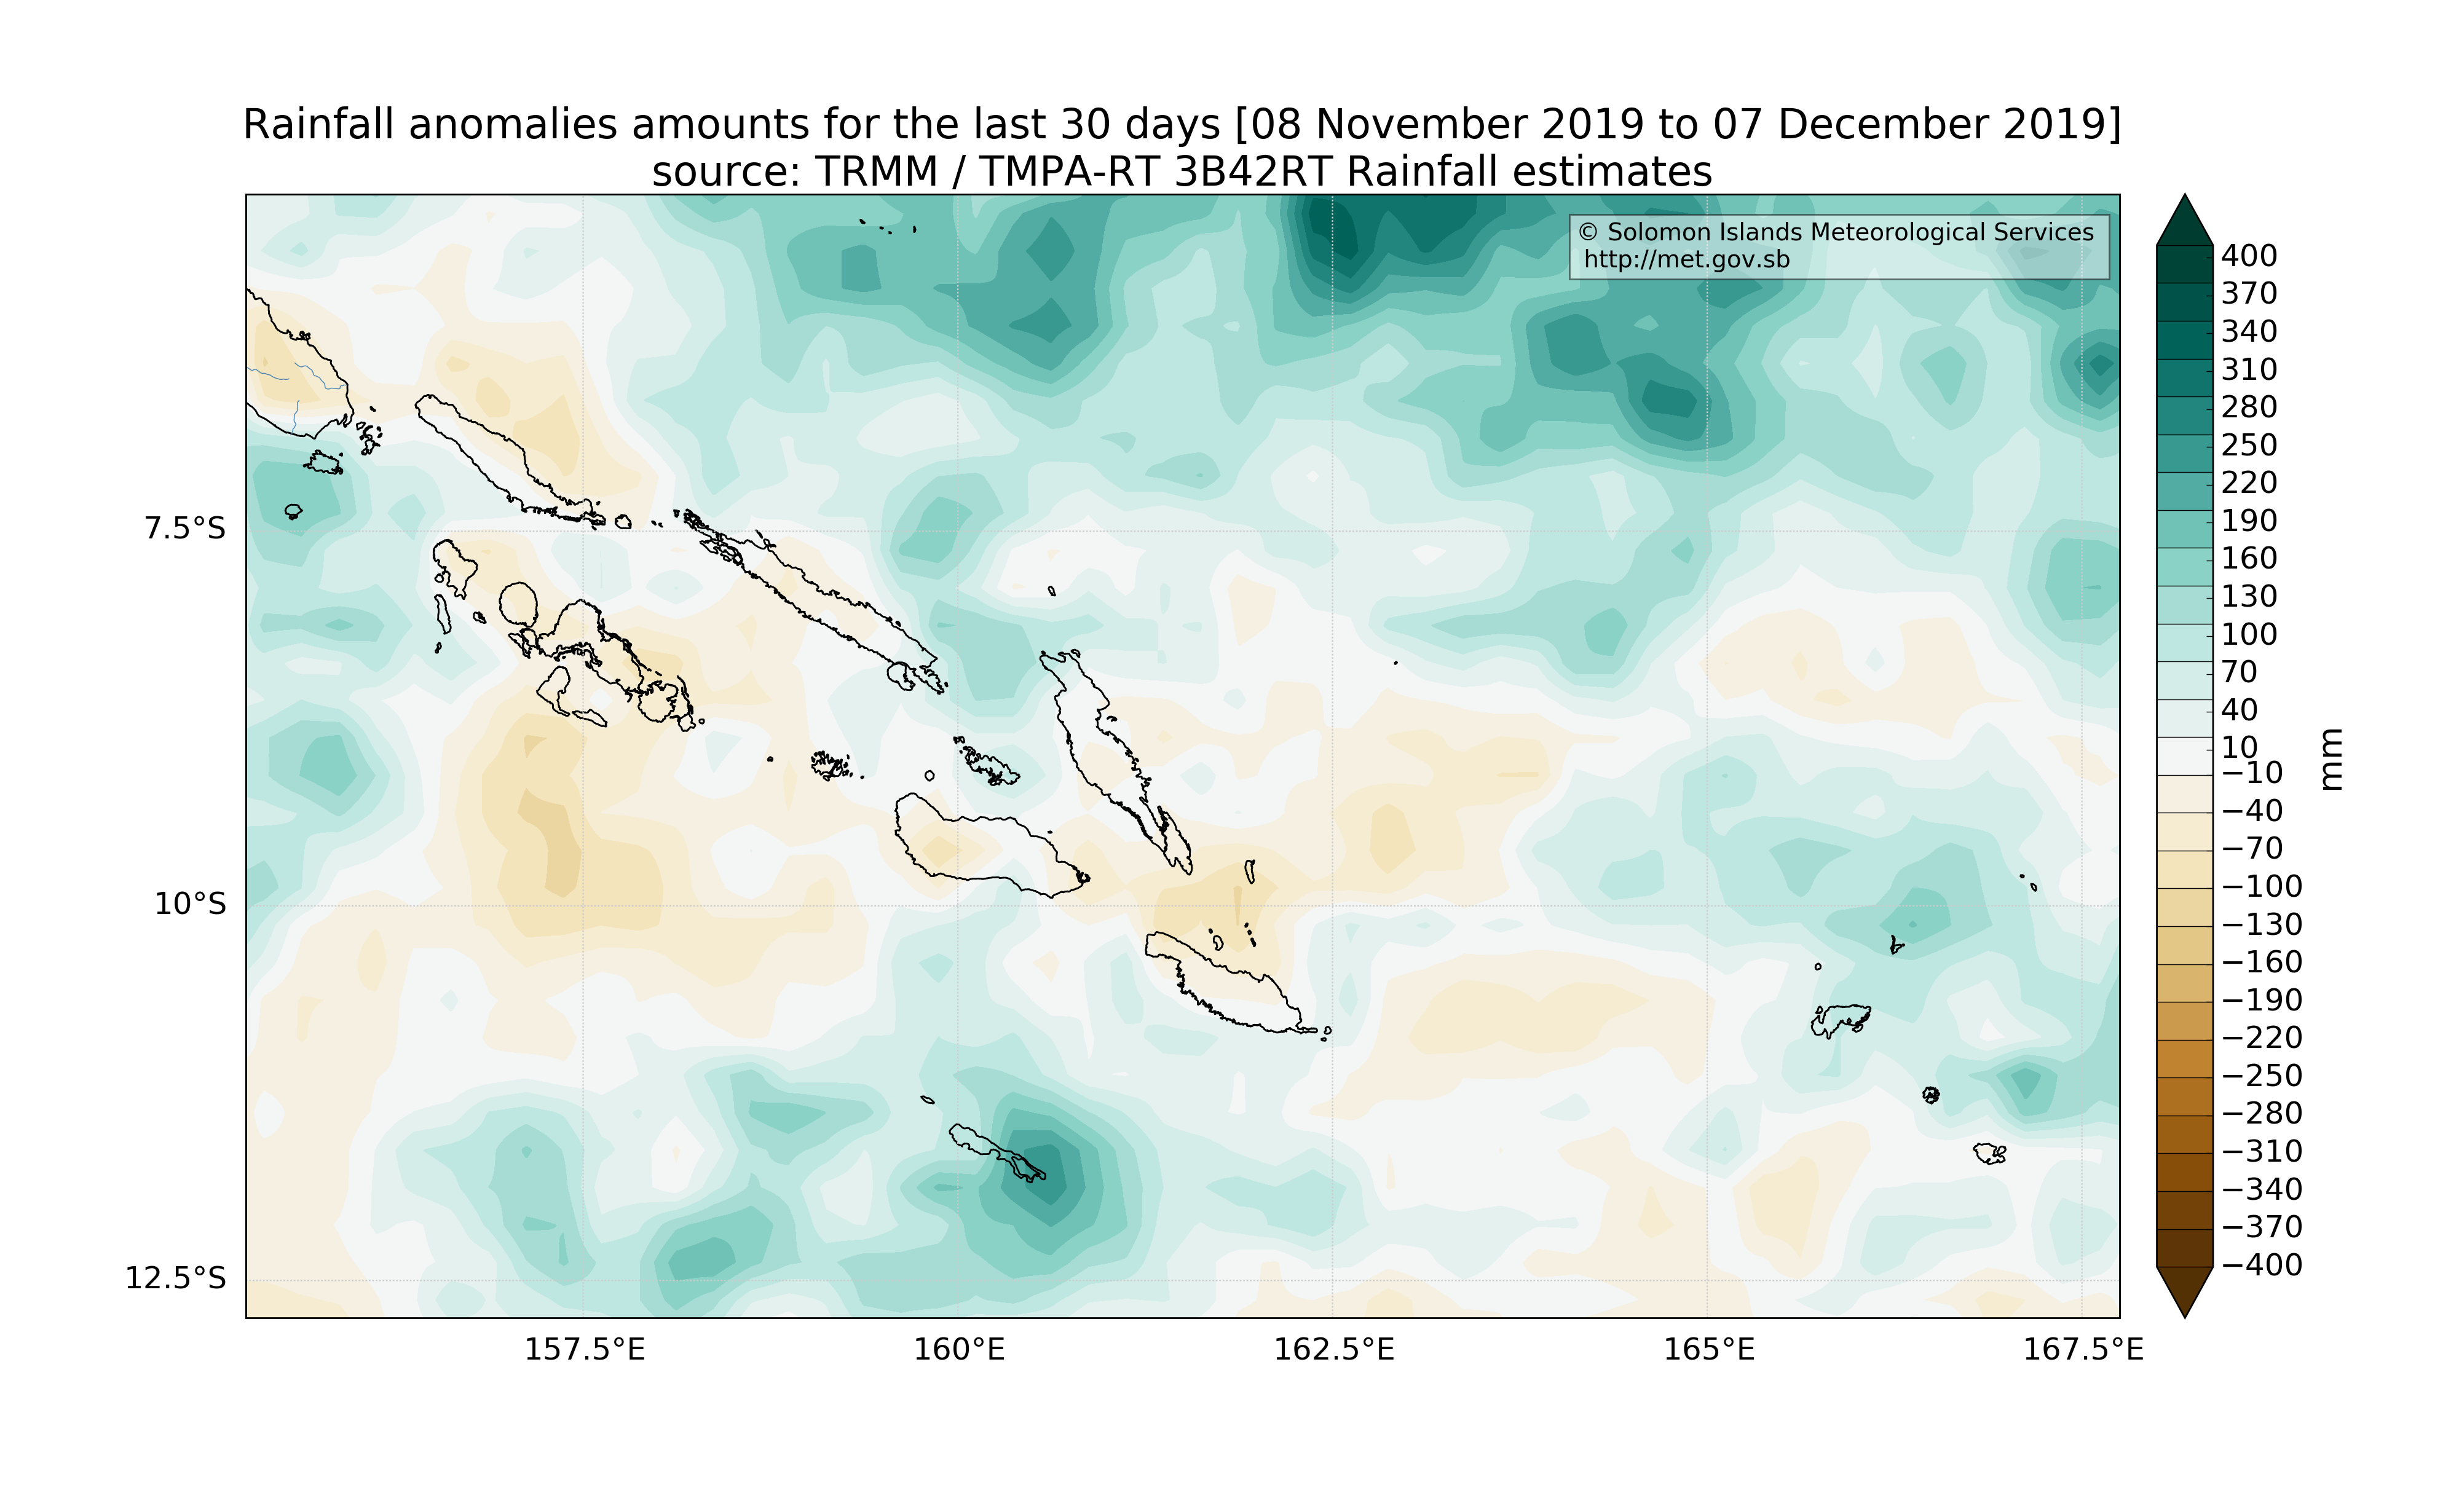 Rainfall anomalies amounts for the last 30 days [08 November 2019 to 07 December 2019]
source: TRMM / TMPA-RT 3B42RT Rainfall estimates
© Solomon Islands Meteorological Services
http://met.gov.sb
7.5°S
10°S
12.5°S
157.5°E
160°E
162.5°E
165°E
167.5°E
400
370
340
310
280
250
220
190
160
130
100
70
40
10
−10
−40
−70
−100
−130
−160
−190
−220
−250
−280
−310
−340
−370
−400
mm